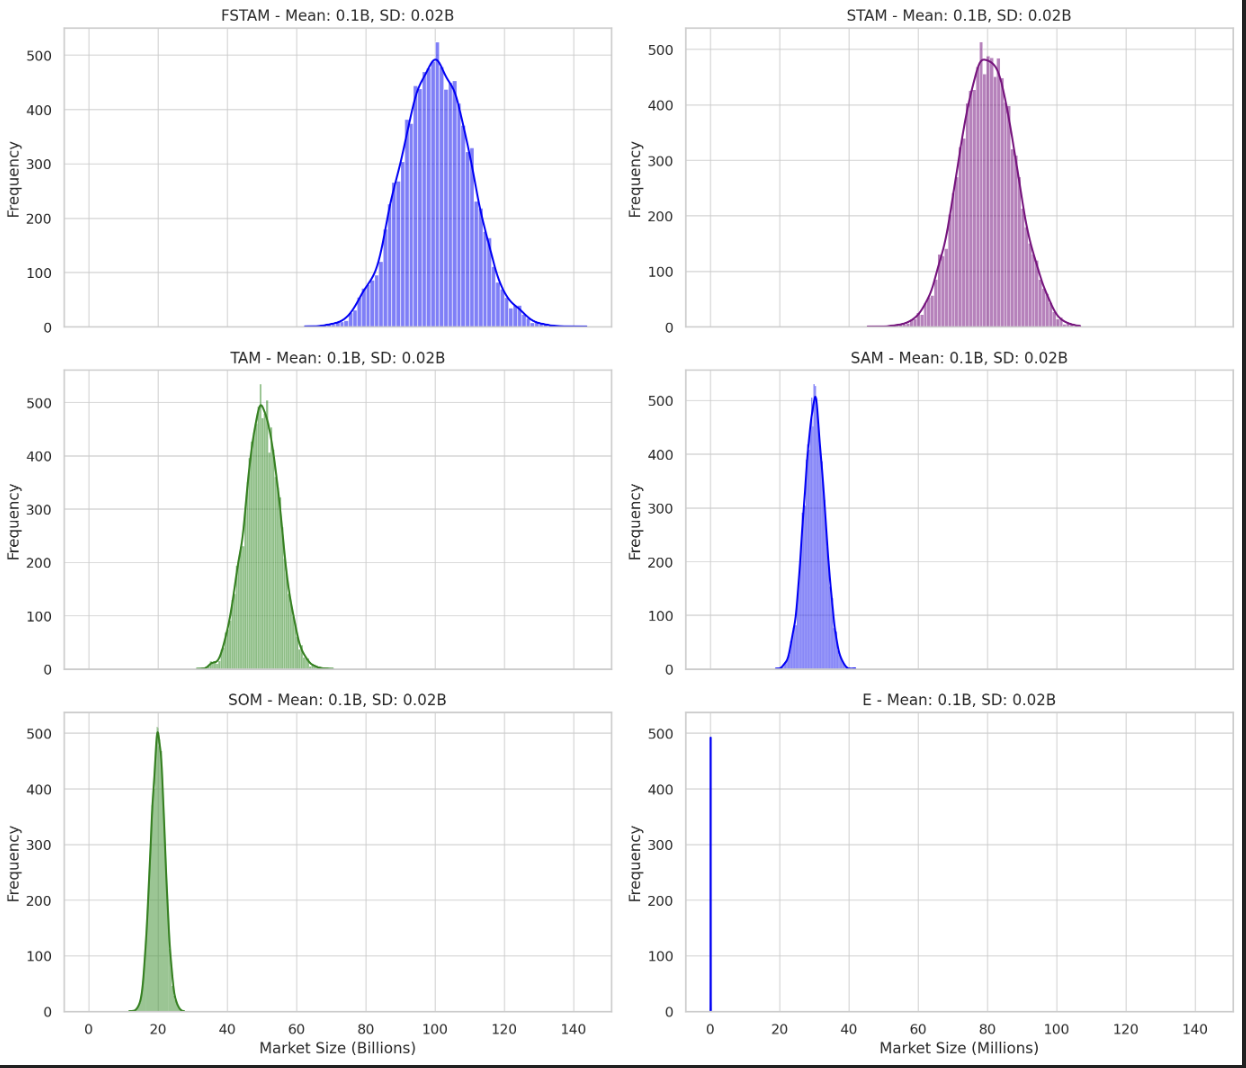 FSTAM - Mean: 0.1B, SD: 0.02B
Frequency
500
400
300
200
100
0
STAM - Mean: 0.1B, SD: 0.02B
Frequency
500
400
300
200
100
0
TAM - Mean: 0.1B, SD: 0.02B
Frequency
500
400
300
200
100
0
SAM - Mean: 0.1B, SD: 0.02B
Frequency
500
400
300
200
100
0
SOM - Mean: 0.1B, SD: 0.02B
Frequency
500
400
300
200
100
0
0 20 40 60 80 100 120 140
Market Size (Billions)
E - Mean: 0.1B, SD: 0.02B
Frequency
500
400
300
200
100
0
0 20 40 60 80 100 120 140
Market Size (Millions)